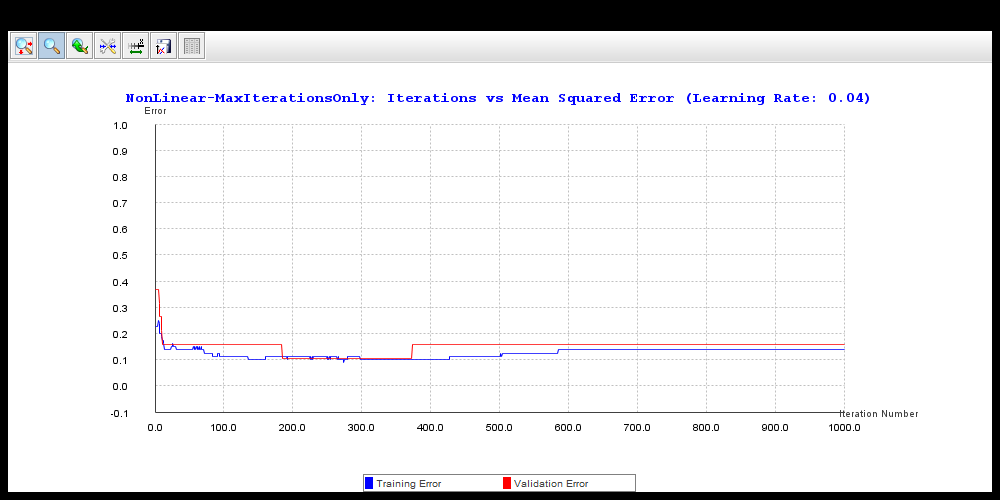 NonLinear-MaxIterationsOnly: Iterations vs Mean Squared Error (Learning Rate: 0.04)
Error
1.0
0.9
0.8
0.7
0.6
0.5
0.4
0.3
0.2
0.1
0.0
-0.1
Iteration Number
0.0 100.0 200.0 300.0 400.0 500.0 600.0 700.0 800.0 900.0 1000.0
Training Error Validation Error